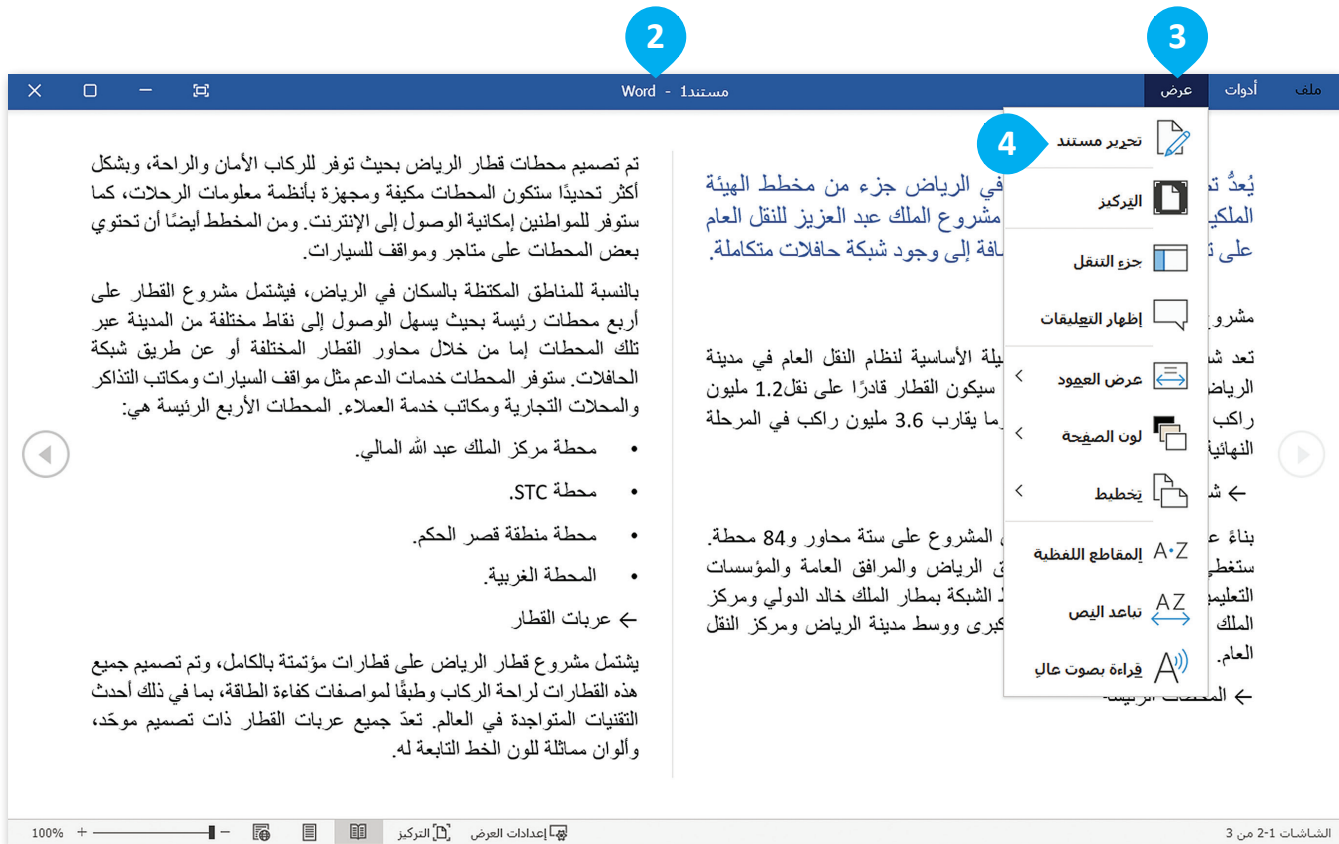 2
3
ملف أدوات عرض
مستند1 - Word
4
تحرير مستند
التركيز
جزء التنقل
إظهار التعليقات
عرض العمود
لون الصفحة
تخطيط
A·Z المقاطع اللفظية
AZ تباعد النص
A قراءة بصوت عالٍ
يُعدُّ في الرياض جزء من مخطط الهيئة
مشروع الملك عبد العزيز للنقل العام
على إلى وجود شبكة حافلات متكاملة.
تعد الأساسية لنظام النقل العام في مدينة
سيكون القطار قادرًا على نقل1.2 مليون
راكب يقارب 3.6 مليون راكب في المرحلة
النهائية
←
بناءً المشروع على ستة محاور و84 محطة.
الرياض والمرافق العامة والمؤسسات
الشبكة بمطار الملك خالد الدولي ومركز
الملك ووسط مدينة الرياض ومركز النقل
العام.
←
تم تصميم محطات قطار الرياض بحيث توفر للركاب الأمان والراحة، وبشكل
أكثر تحديدًا ستكون المحطات مكيفة ومجهزة بأنظمة معلومات الرحلات، كما
ستوفر للمواطنين إمكانية الوصول إلى الإنترنت. ومن المخطط أيضًا أن تحتوي
بعض المحطات على متاجر ومواقف للسيارات.
بالنسبة للمناطق المكتظة بالسكان في الرياض، فيشتمل مشروع القطار على
أربع محطات رئيسة بحيث يسهل الوصول إلى نقاط مختلفة من المدينة عبر
تلك المحطات إما من خلال محاور القطار المختلفة أو عن طريق شبكة
الحافلات. ستوفر المحطات خدمات الدعم مثل مواقف السيارات ومكاتب التذاكر
والمحلات التجارية ومكاتب خدمة العملاء. المحطات الأربع الرئيسة هي:
• محطة مركز الملك عبد الله المالي.
• محطة STC.
• محطة منطقة قصر الحكم.
• المحطة الغربية.
← عربات القطار
يشتمل مشروع قطار الرياض على قطارات مؤتمتة بالكامل، وتم تصميم جميع
هذه القطارات لراحة الركاب وطبقًا لمواصفات كفاءة الطاقة، بما في ذلك أحدث
التقنيات المتواجدة في العالم. تعدّ جميع عربات القطار ذات تصميم موحّد،
وألوان مماثلة للون الخط التابعة له.
الشاشات 1-2 من 3
إعدادات العرض
التركيز
100%